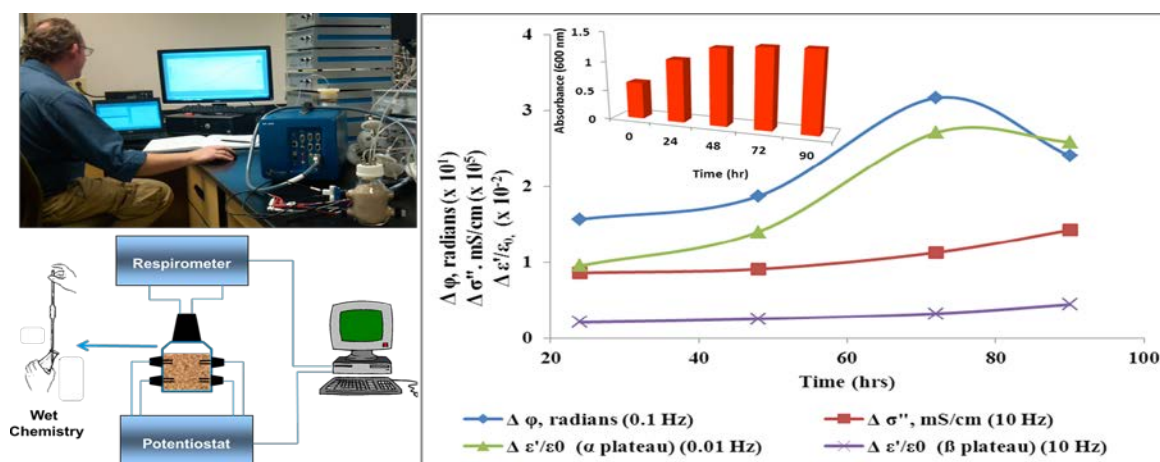 Respirometer
Wet
Chemistry
Potentiostat
Δ φ, radians (x 10¹)
Δ σ'', mS/cm (x 10⁵)
Δ ε'/ε₀, (x 10⁻²)
4
3
2
1
0
20
40
60
80
100
Time (hrs)
Absorbance (600 nm)
1.5
1
0.5
0
0
24
48
72
90
Time (hr)
Δ φ, radians (0.1 Hz)
Δ σ'', mS/cm (10 Hz)
Δ ε'/ε0 (α plateau) (0.01 Hz)
Δ ε'/ε0 (ß plateau) (10 Hz)